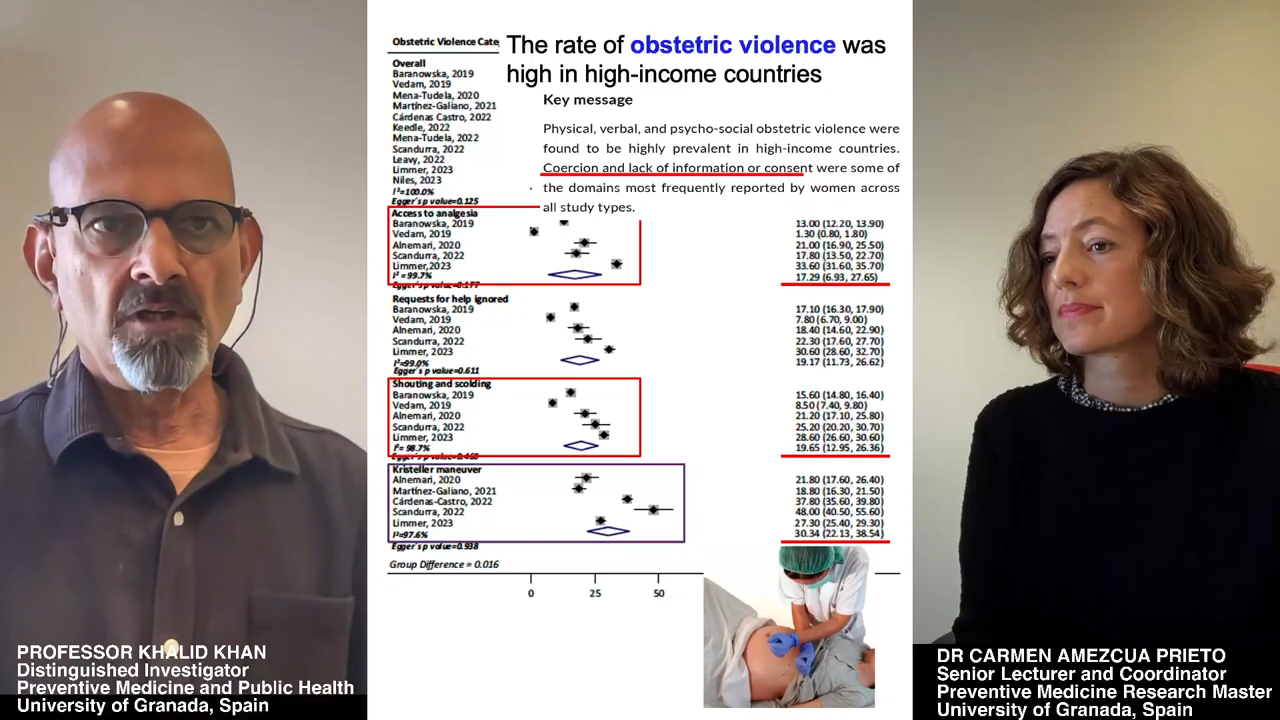 Obstetric Violence Cate
The rate of obstetric violence was
high in high-income countries
Key message
Physical, verbal, and psycho-social obstetric violence were
found to be highly prevalent in high-income countries.
Coercion and lack of information or consent were some of
the domains most frequently reported by women across
all study types.
Overall
Baranowska, 2019
Vedam, 2019
Mena-Tudela, 2020
Martínez-Galiano, 2021
Cárdenas Castro, 2022
Keedle, 2022
Mena-Tudela, 2022
Scandurra, 2022
Leavy, 2022
Limmer, 2023
Niles, 2023
I²=100.0%
Egger's p value=0.125
Access to analgesia
Baranowska, 2019 13.00 (12.20, 13.90)
Vedam, 2019 1.30 (0.80, 1.80)
Alnemari, 2020 21.00 (16.90, 25.50)
Scandurra, 2022 17.80 (13.50, 22.70)
Limmer,2023 33.60 (31.60, 35.70)
I² = 99.7% 17.29 (6.93, 27.65)
Egger's p value=0.177
Requests for help ignored
Baranowska, 2019 17.10 (16.30, 17.90)
Vedam, 2019 7.80 (6.70, 9.00)
Alnemari, 2020 18.40 (14.60, 22.90)
Scandurra, 2022 22.30 (17.60, 27.70)
Limmer, 2023 30.60 (28.60, 32.70)
I²=99.0% 19.17 (11.73, 26.62)
Egger's p value=0.611
Shouting and scolding
Baranowska, 2019 15.60 (14.80, 16.40)
Vedam, 2019 8.50 (7.40, 9.80)
Alnemari, 2020 21.20 (17.10, 25.80)
Scandurra, 2022 25.20 (20.20, 30.70)
Limmer, 2023 28.60 (26.60, 30.60)
I²= 98.7% 19.65 (12.95, 26.36)
Egger's p value=
Kristeller maneuver
Alnemari, 2020 21.80 (17.60, 26.40)
Martínez-Galiano, 2021 18.80 (16.30, 21.50)
Cárdenas-Castro, 2022 37.80 (35.60, 39.80)
Scandurra, 2022 48.00 (40.50, 55.60)
Limmer, 2023 27.30 (25.40, 29.30)
I²=97.6% 30.34 (22.13, 38.54)
Egger's p value=0.938
Group Difference = 0.016
0 25 50
PROFESSOR KHALID KHAN
Distinguished Investigator
Preventive Medicine and Public Health
University of Granada, Spain
DR CARMEN AMEZCUA PRIETO
Senior Lecturer and Coordinator
Preventive Medicine Research Master
University of Granada, Spain